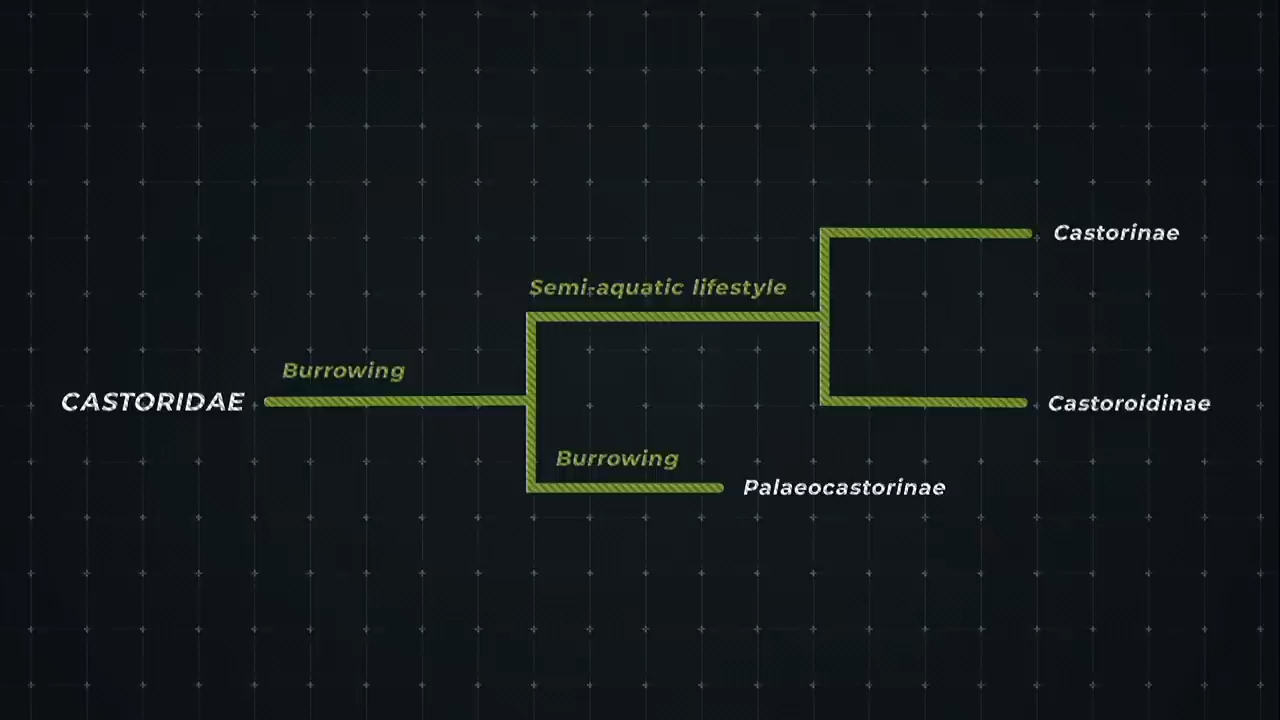 Castorinae
Semi-aquatic lifestyle
Burrowing
CASTORIDAE
Castoroidinae
Burrowing
Palaeocastorinae